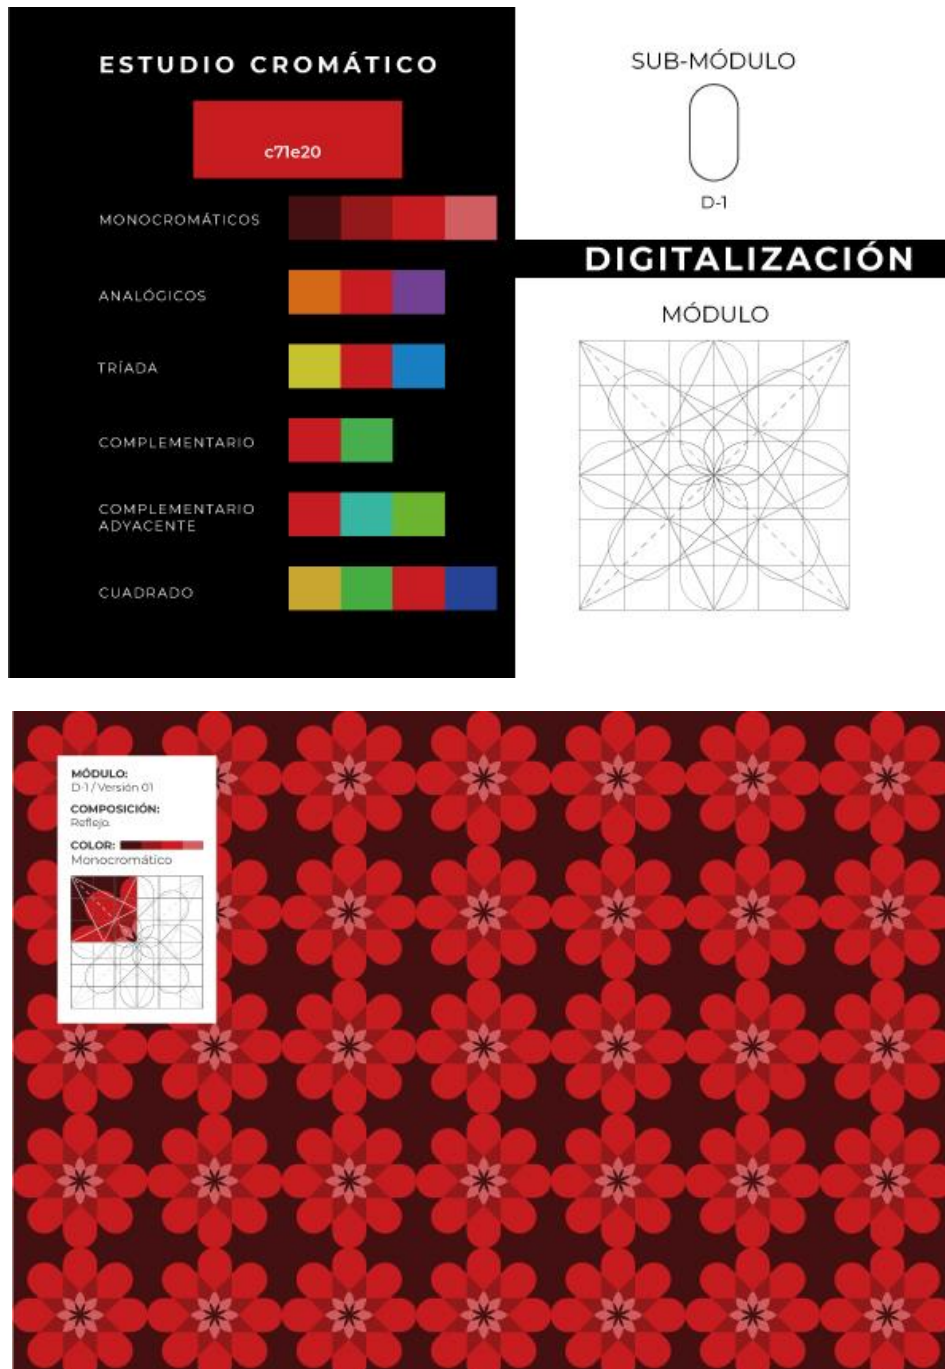 ESTUDIO CROMÁTICO
c71e20
MONOCROMÁTICOS
ANALÓGICOS
TRÍADA
COMPLEMENTARIO
COMPLEMENTARIO
ADYACENTE
CUADRADO
SUB-MÓDULO
D-1
DIGITALIZACIÓN
MÓDULO
MÓDULO:
D-1 / Versión 01
COMPOSICIÓN:
Reflejo.
COLOR:
Monocromático